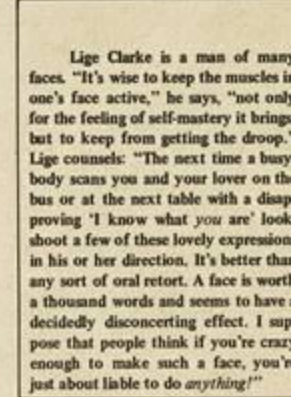 Lige Clarke is a man of many
faces. "It's wise to keep the muscles in
one's face active," he says, "not only
for the feeling of self-mastery it brings,
but to keep from getting the droop."
Lige counsels: "The next time a busy
body scans you and your lover on the
bus or at the next table with a disap
proving 'I know what you are' look
shoot a few of these lovely expression
in his or her direction. It's better than
any sort of oral retort. A face is worth
a thousand words and seems to have a
decidedly disconcerting effect. I sup
pose that people think if you're crazy
enough to make such a face, you're
just about liable to do anything!"